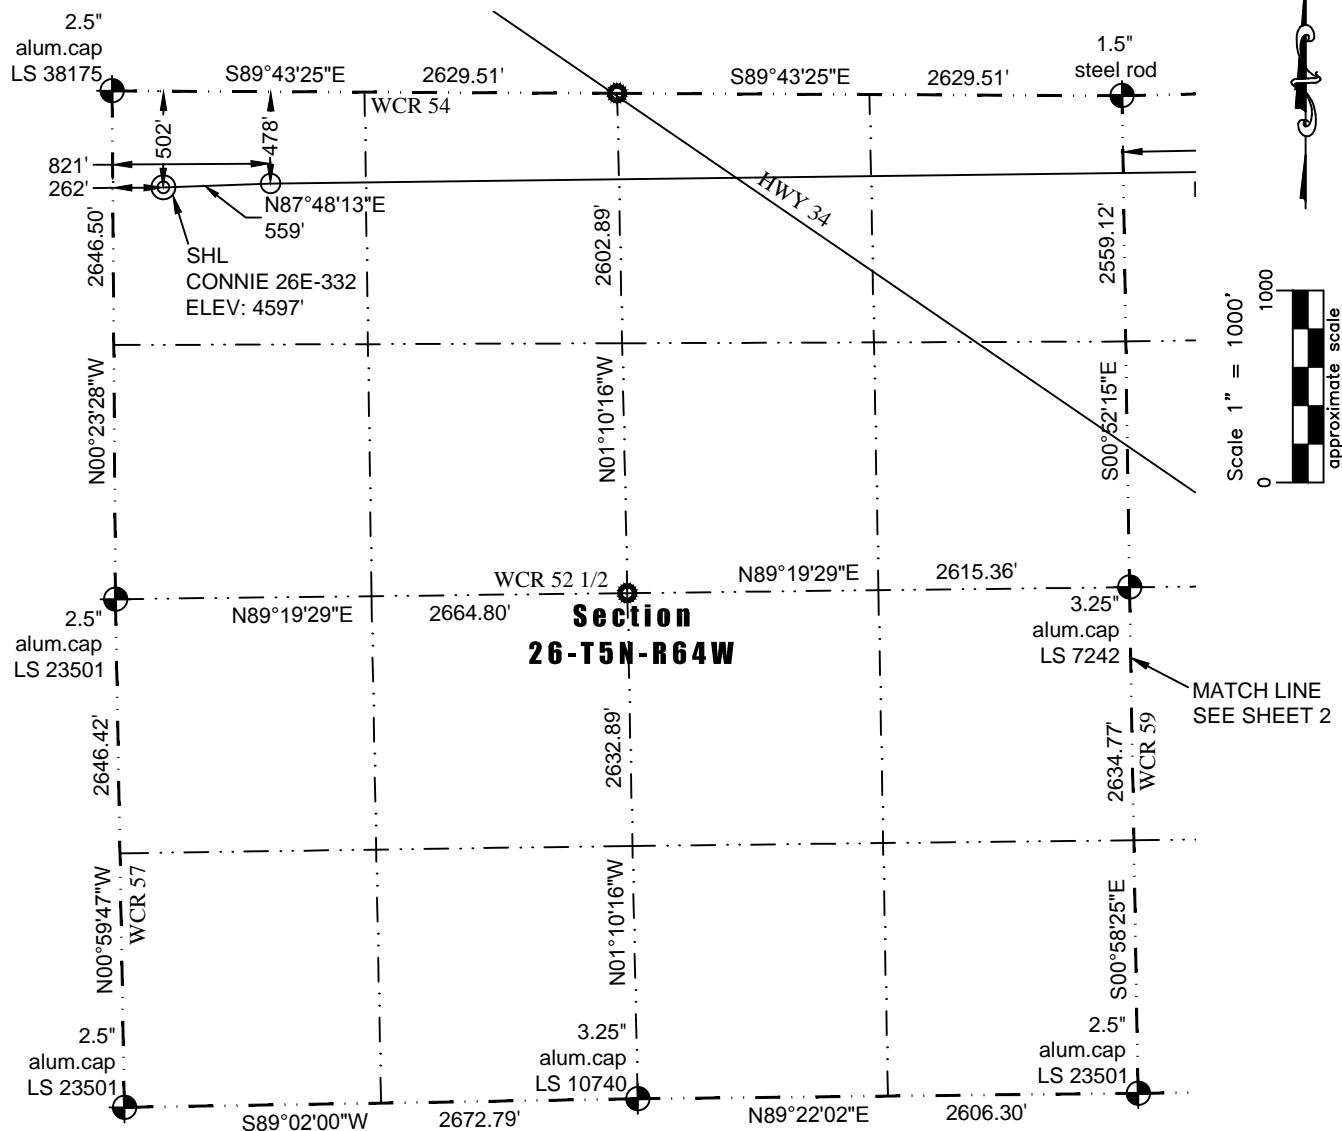 2.5"
alum.cap
LS 38175
S89°43'25"E
2629.51'
S89°43'25"E
2629.51'
1.5"
steel rod
WCR 54
502'
478'
821'
262'
N87°48'13"E
559'
SHL
CONNIE 26E-332
ELEV: 4597'
HWY 34
2646.50'
2602.89'
2559.12'
N00°23'28"W
N01°10'16"W
S00°52'15"E
Scale 1" = 1000'
0
1000
approximate scale
2.5"
alum.cap
LS 23501
N89°19'29"E
2664.80'
WCR 52 1/2
N89°19'29"E
2615.36'
Section
26-T5N-R64W
3.25"
alum.cap
LS 7242
MATCH LINE
SEE SHEET 2
2646.42'
2632.89'
2634.77'
WCR 59
N00°59'47"W
WCR 57
N01°10'16"W
S00°58'25"E
2.5"
alum.cap
LS 23501
3.25"
alum.cap
LS 10740
2.5"
alum.cap
LS 23501
S89°02'00"W
2672.79'
N89°22'02"E
2606.30'